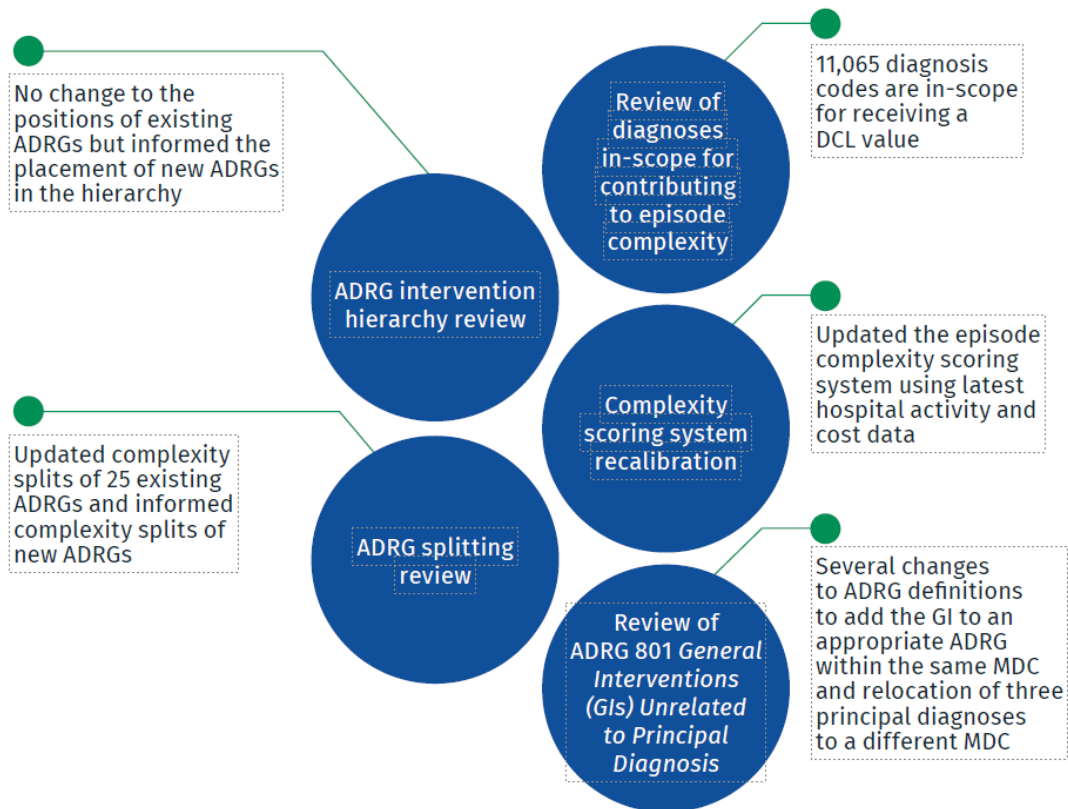 No change to the
positions of existing
ADRGs but informed the
placement of new ADRGs
in the hierarchy
ADRG intervention
hierarchy review
Review of
diagnoses
in-scope for
contributing
to episode
complexity
11,065 diagnosis
codes are in-scope
for receiving a
DCL value
Complexity
scoring system
recalibration
Updated the episode
complexity scoring
system using latest
hospital activity and
cost data
Updated complexity
splits of 25 existing
ADRGs and informed
complexity splits of
new ADRGs
ADRG splitting
review
Review of
ADRG 801 General
Interventions
(GIs) Unrelated
to Principal
Diagnosis
Several changes
to ADRG definitions
to add the GI to an
appropriate ADRG
within the same MDC
and relocation of three
principal diagnoses
to a different MDC